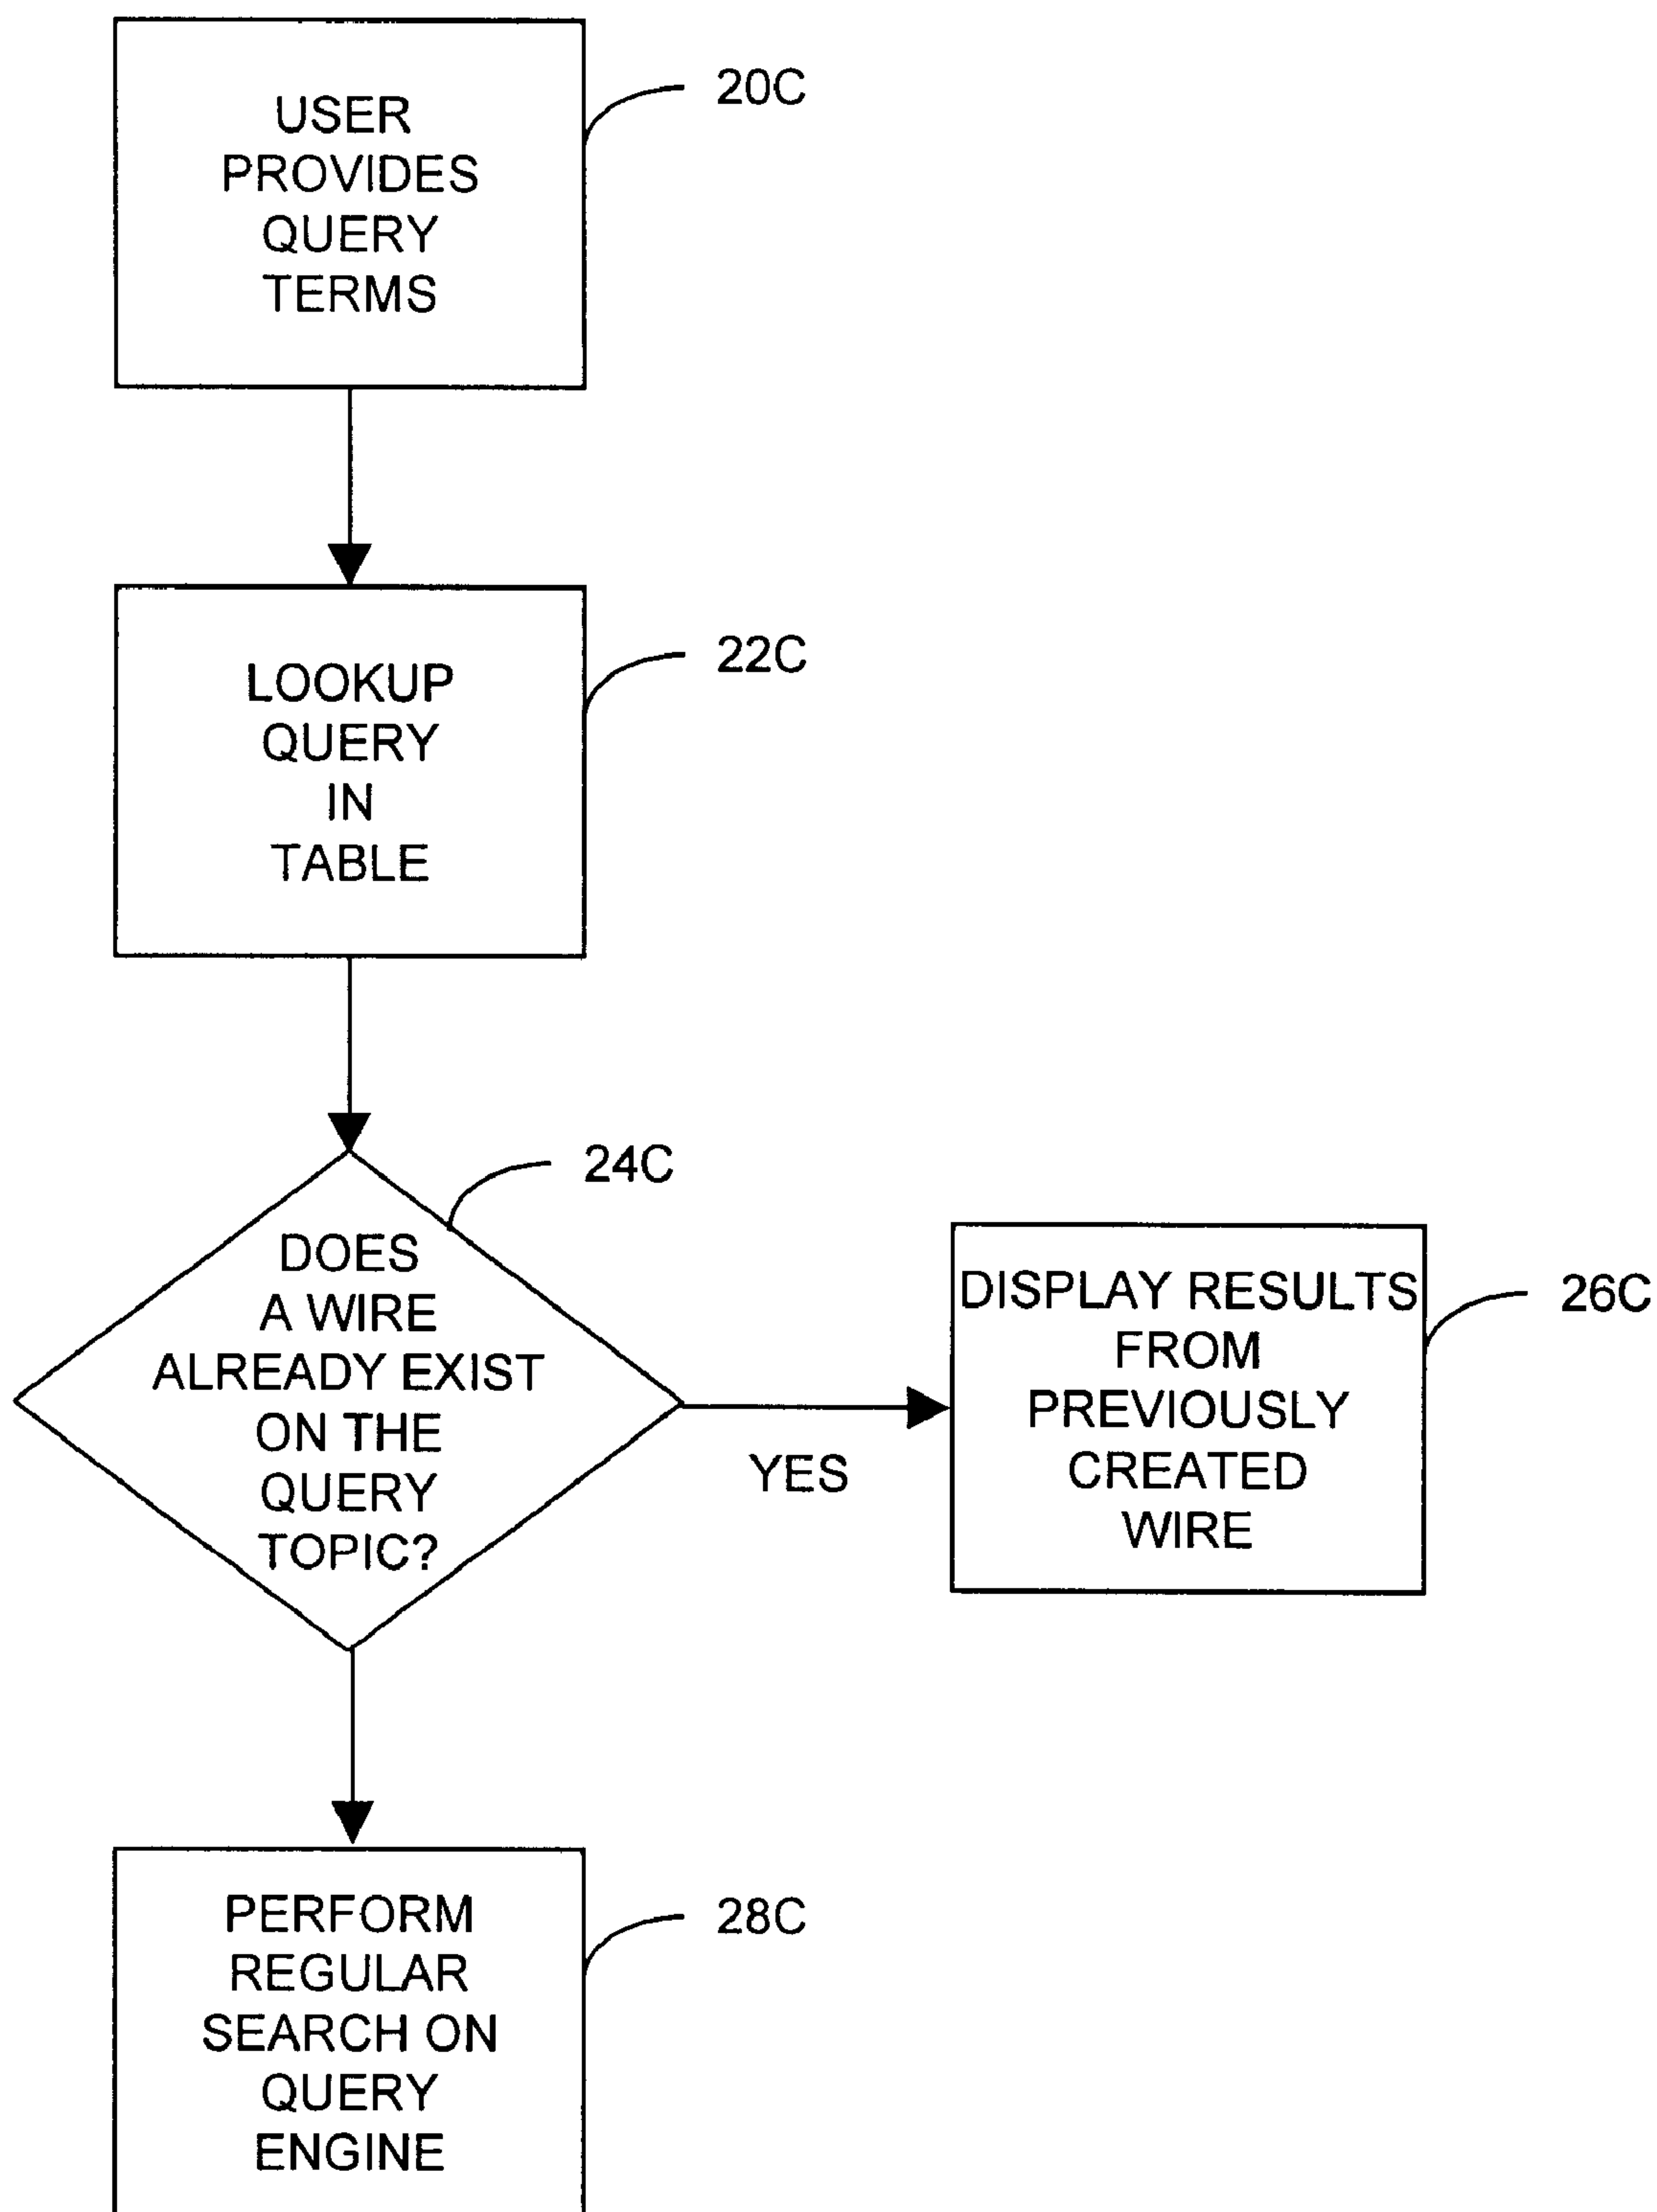 USER
PROVIDES
QUERY
TERMS
20C
LOOKUP
QUERY
IN
TABLE
22C
DOES
A WIRE
ALREADY EXIST
ON THE
QUERY
TOPIC?
24C
YES
DISPLAY RESULTS
FROM
PREVIOUSLY
CREATED
WIRE
26C
PERFORM
REGULAR
SEARCH ON
QUERY
ENGINE
28C